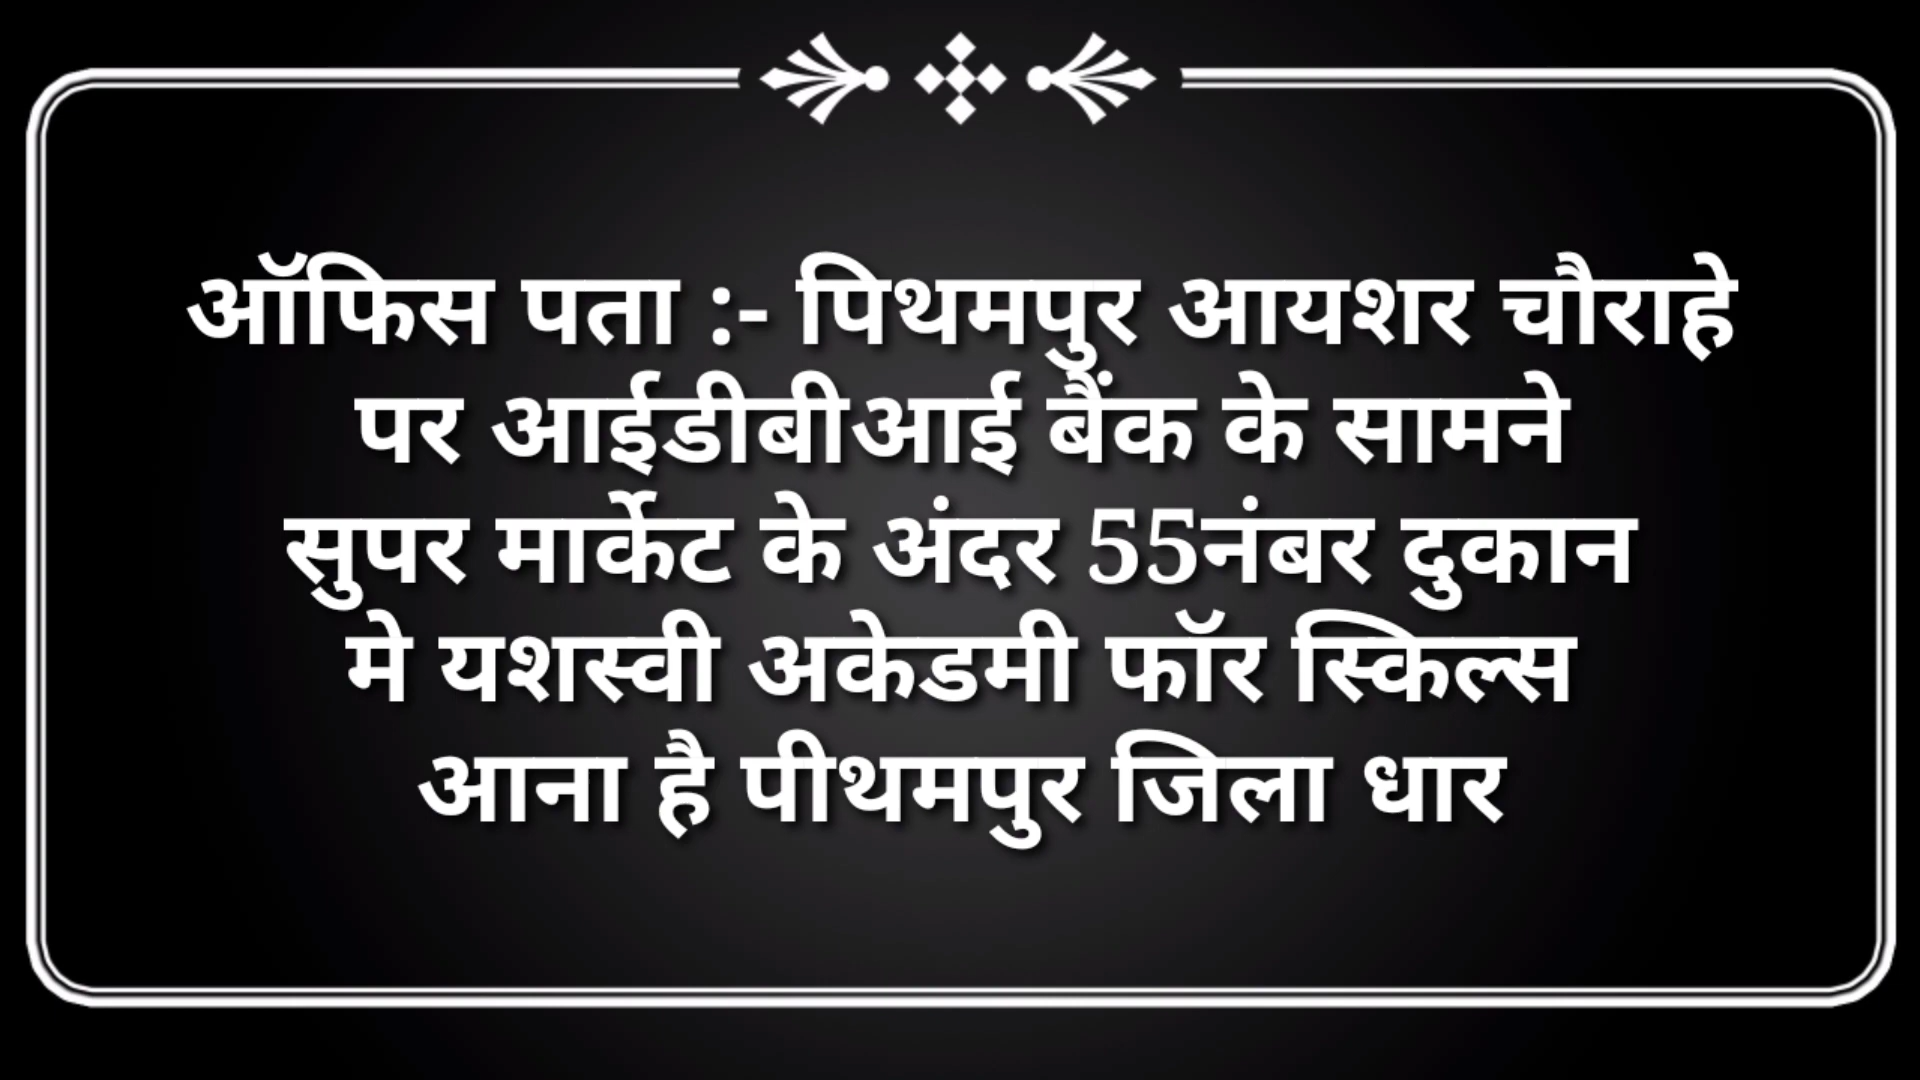 ऑफिस पता :- पिथमपुर आयशर चौराहे
पर आईडीबीआई बैंक के सामने
सुपर मार्केट के अंदर 55नंबर दुकान
मे यशस्वी अकेडमी फॉर स्किल्स
आना है पीथमपुर जिला धार